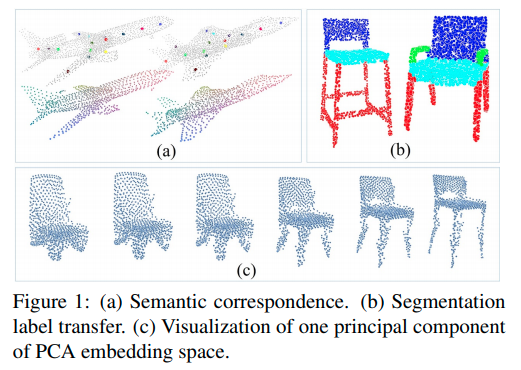 (a)
(b)
(c)
Figure 1: (a) Semantic correspondence. (b) Segmentation
label transfer. (c) Visualization of one principal component
of PCA embedding space.